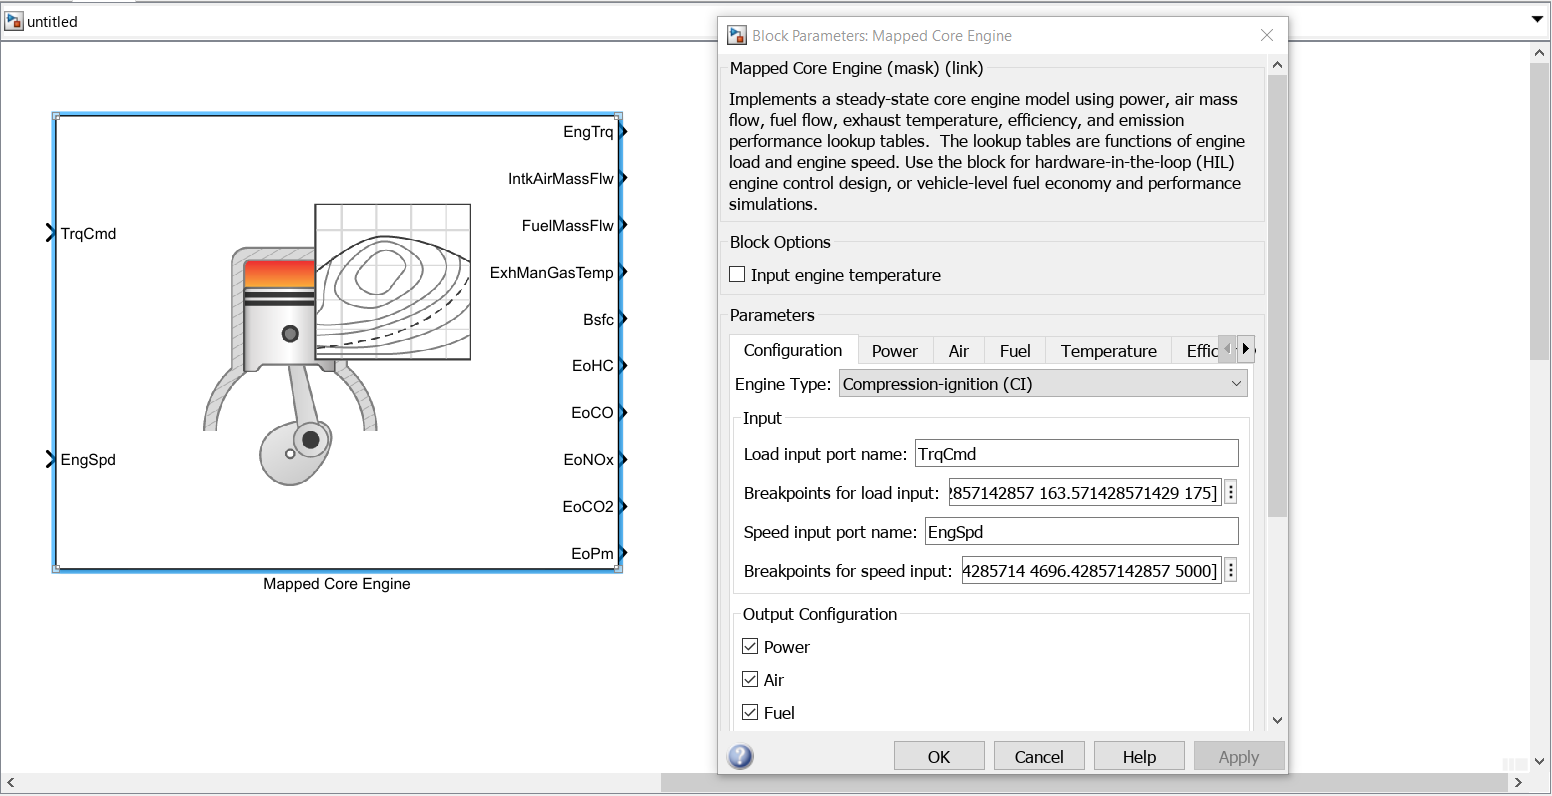 untitled
EngTrq
IntkAirMassFlw
FuelMassFlw
ExhManGasTemp
Bsfc
EoHC
EoCO
EoNOx
EoCO2
EoPm
TrqCmd
EngSpd
Mapped Core Engine
Block Parameters: Mapped Core Engine
Mapped Core Engine (mask) (link)
Implements a steady-state core engine model using power, air mass
flow, fuel flow, exhaust temperature, efficiency, and emission
performance lookup tables.  The lookup tables are functions of engine
load and engine speed. Use the block for hardware-in-the-loop (HIL)
engine control design, or vehicle-level fuel economy and performance
simulations.
Block Options
Input engine temperature
Parameters
Configuration Power Air Fuel Temperature
Engine Type: Compression-ignition (CI)
Input
Load input port name: TrqCmd
Breakpoints for load input: 2857142857 163.571428571429 175]
Speed input port name: EngSpd
Breakpoints for speed input: 4285714 4696.42857142857 5000]
Output Configuration
Power
Air
Fuel
? OK Cancel Help Apply